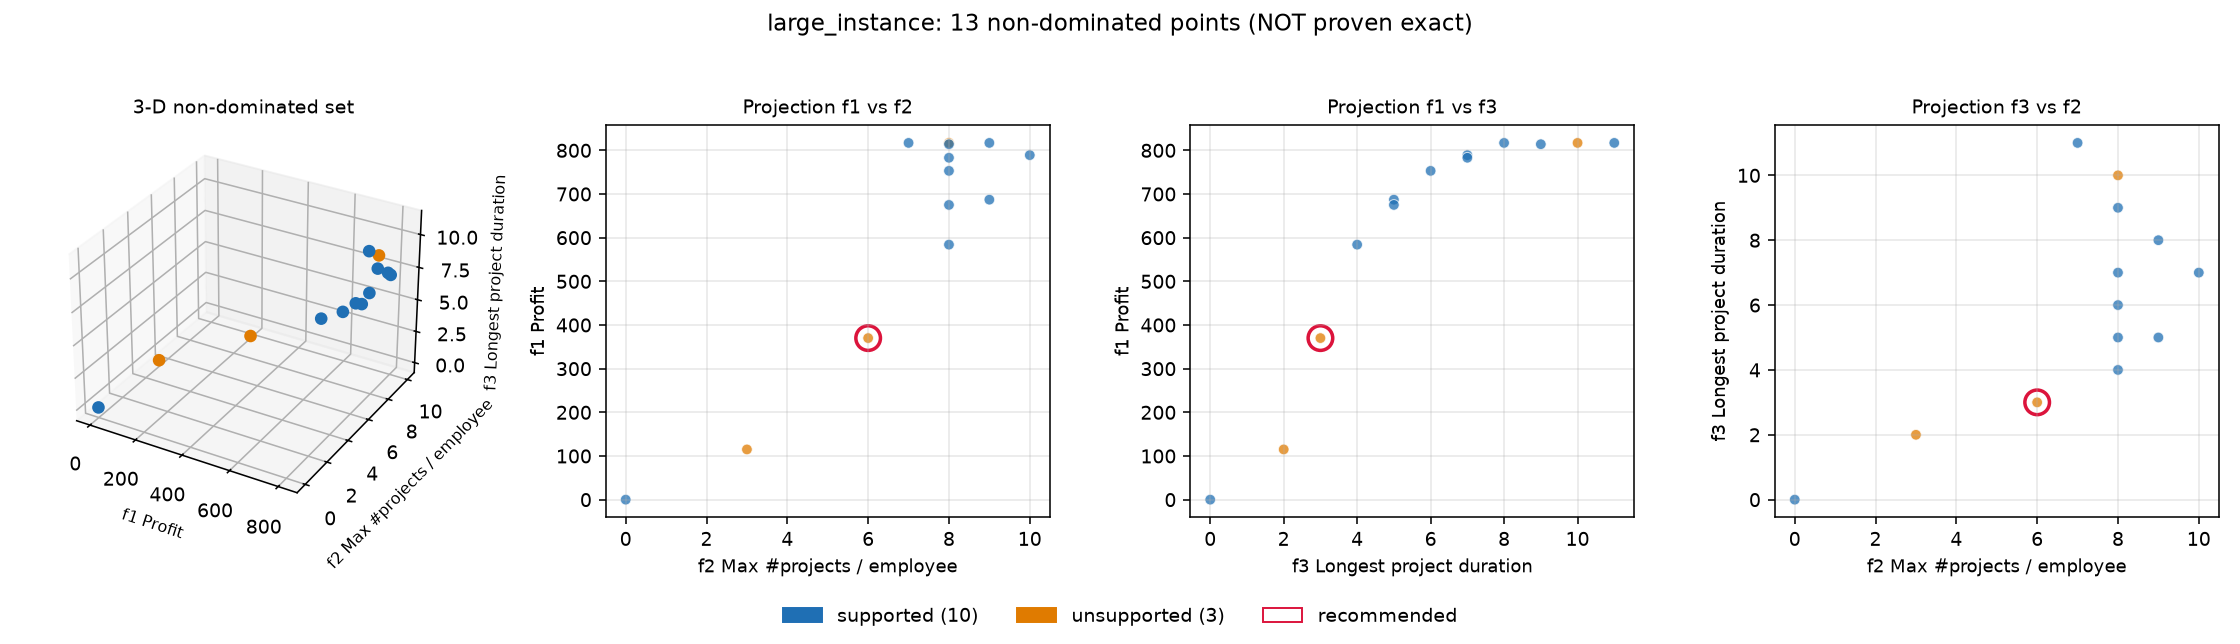 large_instance: 13 non-dominated points (NOT proven exact)
3-D non-dominated set
10.0
7.5
5.0
2.5
0.0
f3 Longest project duration
10
8
6
4
2
0
f2 Max #projects / employee
0
200
400
600
800
f1 Profit
Projection f1 vs f2
800
700
600
500
400
300
200
100
0
f1 Profit
0 2 4 6 8 10
f2 Max #projects / employee
Projection f1 vs f3
800
700
600
500
400
300
200
100
0
f1 Profit
0 2 4 6 8 10
f3 Longest project duration
Projection f3 vs f2
10
8
6
4
2
0
f3 Longest project duration
0 2 4 6 8 10
f2 Max #projects / employee
supported (10) unsupported (3) recommended